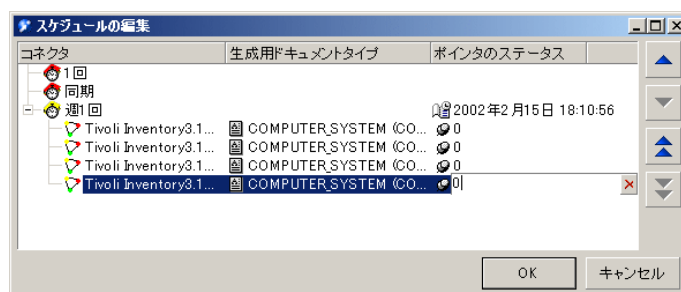 スケジュールの編集
コネクタ 生成用ドキュメントタイプ ポインタのステータス
1回
同期
週1回 2002年2月15日 18:10:56
Tivoli Inventory3.1... COMPUTER_SYSTEM (CO... 0
Tivoli Inventory3.1... COMPUTER_SYSTEM (CO... 0
Tivoli Inventory3.1... COMPUTER_SYSTEM (CO... 0
Tivoli Inventory3.1... COMPUTER_SYSTEM (CO... 0
OK キャンセル